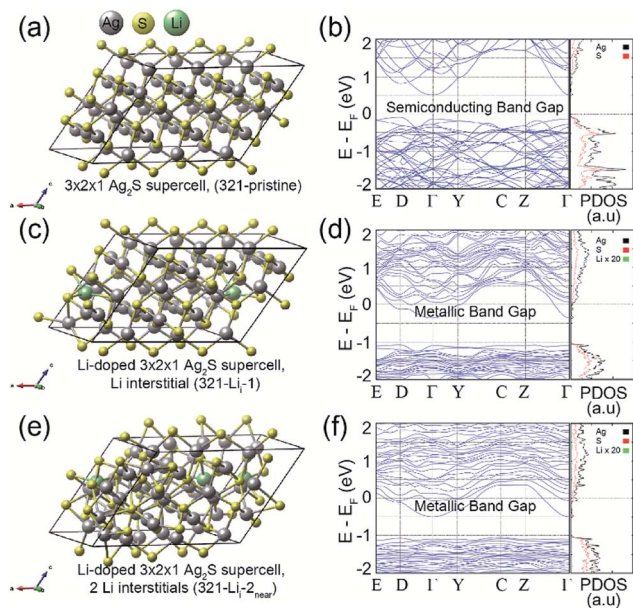 (a)
Ag
S
Li
3x2x1 Ag₂S supercell, (321-pristine)
a
b
c
(b)
2
1
0
-1
-2
E - E_F (eV)
Semiconducting Band Gap
E D Γ Y C Z Γ
PDOS
(a.u)
Ag
S
(c)
Li-doped 3x2x1 Ag₂S supercell,
Li interstitial (321-Liᵢ-1)
a
b
c
(d)
2
1
0
-1
-2
E - E_F (eV)
Metallic Band Gap
E D Γ Y C Z Γ
PDOS
(a.u)
Ag
S
Li x 20
(e)
Li-doped 3x2x1 Ag₂S supercell,
2 Li interstitials (321-Liᵢ-2near)
a
b
c
(f)
2
1
0
-1
-2
E - E_F (eV)
Metallic Band Gap
E D Γ Y C Z Γ
PDOS
(a.u)
Ag
S
Li x 20